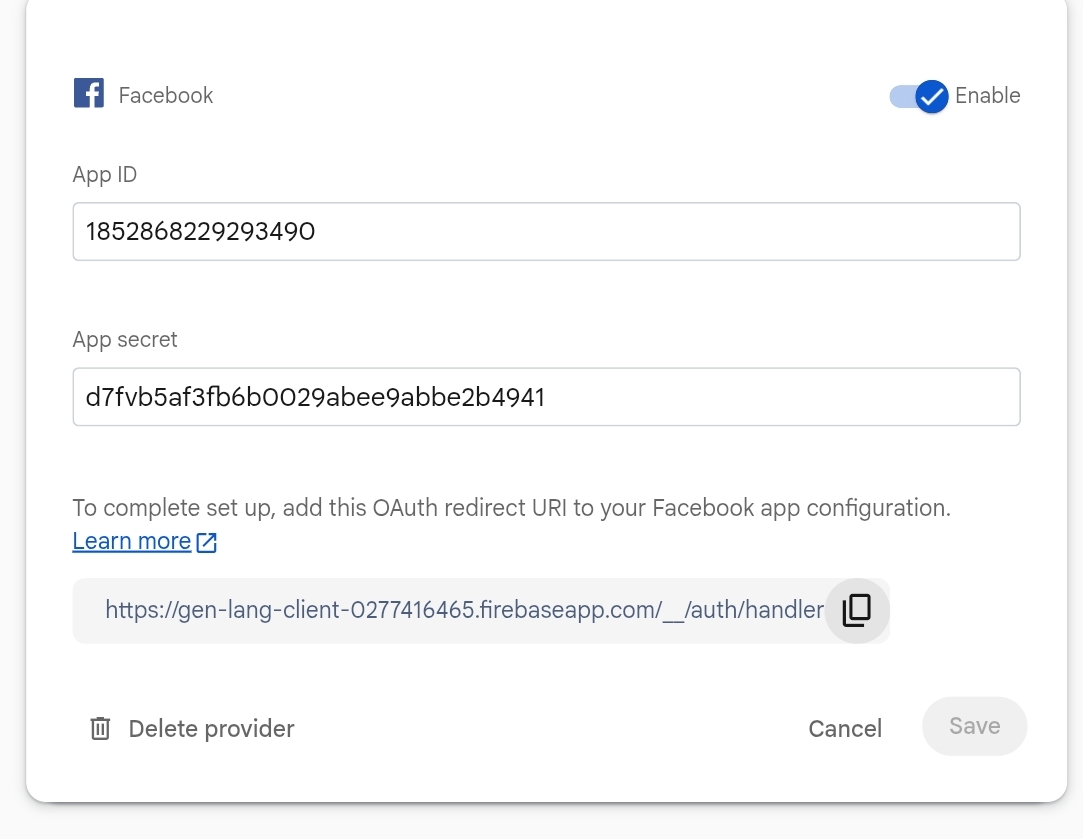 Facebook
Enable
App ID
1852868229293490
App secret
d7fvb5af3fb6b0029abee9abbe2b4941
To complete set up, add this OAuth redirect URI to your Facebook app configuration.
Learn more
https://gen-lang-client-0277416465.firebaseapp.com/__/auth/handler
Delete provider
Cancel
Save